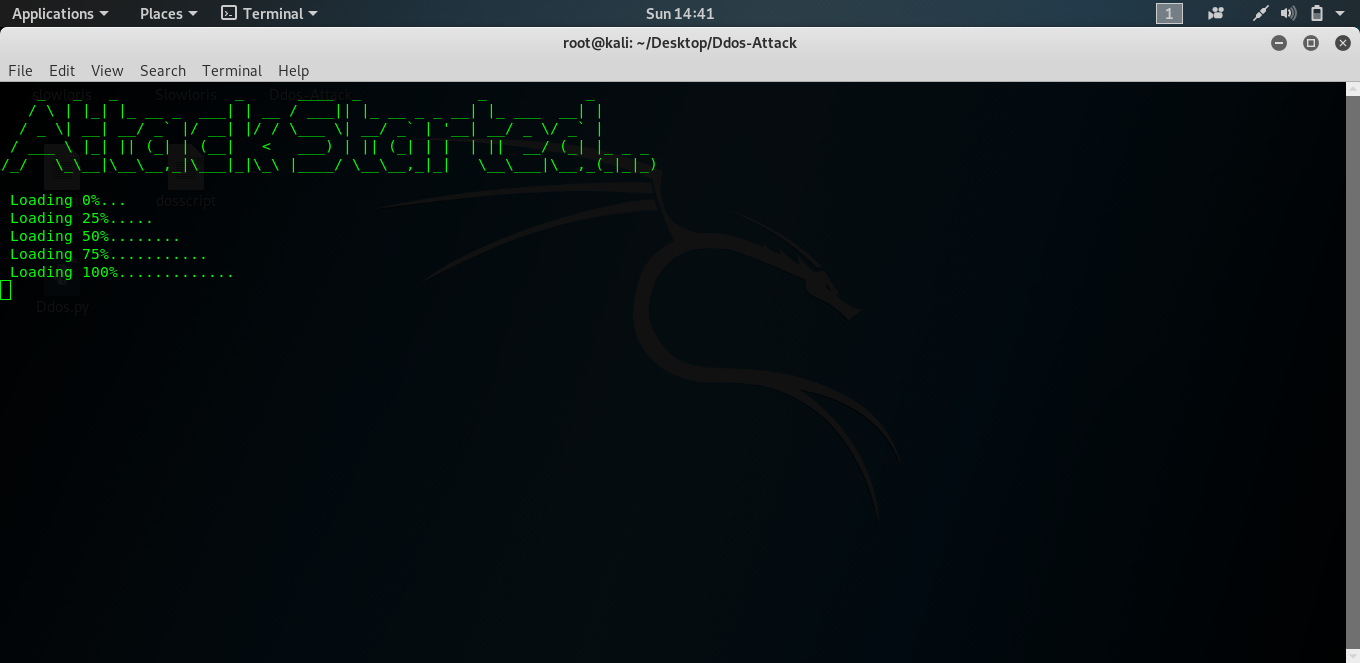 Applications Places Terminal Sun 14:41 1
root@kali: ~/Desktop/Ddos-Attack
File Edit View Search Terminal Help
slowloris Slowloris Ddos-Attack
Attack Started...
dosscript
Loading 0%...
Loading 25%.....
Loading 50%........
Loading 75%...........
Loading 100%.............
Ddos.py